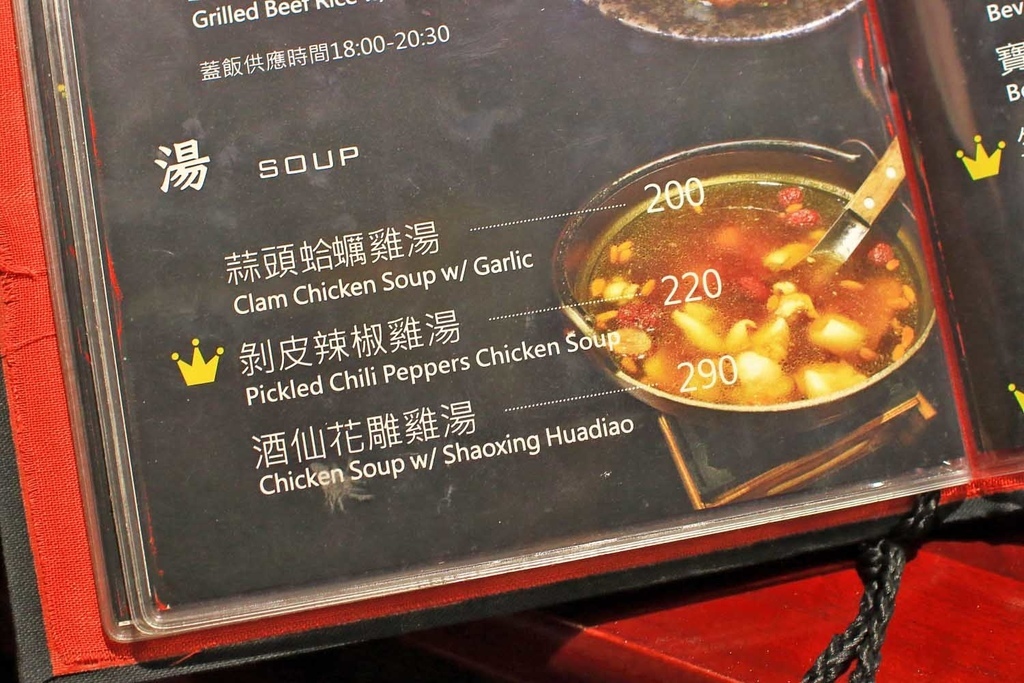 Grilled Beef Rice
蓋飯供應時間18:00-20:30
湯 SOUP
蒜頭蛤蠣雞湯 200
Clam Chicken Soup w/ Garlic
剝皮辣椒雞湯 220
Pickled Chili Peppers Chicken Soup
酒仙花雕雞湯 290
Chicken Soup w/ Shaoxing Huadiao
Bev
寶